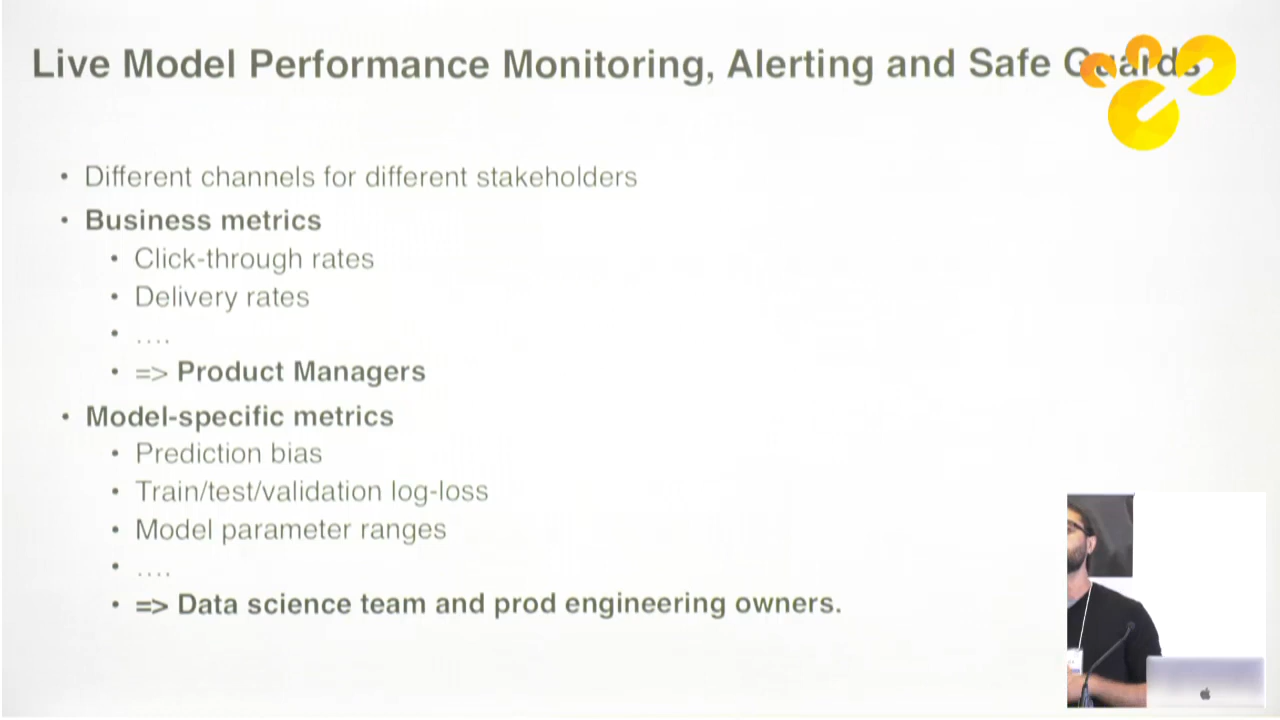 Live Model Performance Monitoring, Alerting and Safe Guards
• Different channels for different stakeholders
• Business metrics
• Click-through rates
• Delivery rates
• ....
• => Product Managers
• Model-specific metrics
• Prediction bias
• Train/test/validation log-loss
• Model parameter ranges
• ....
• => Data science team and prod engineering owners.